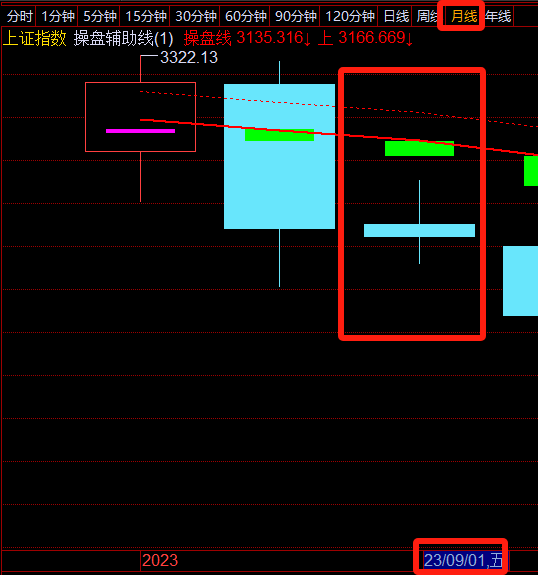 分时 1分钟 5分钟 15分钟 30分钟 60分钟 90分钟 120分钟 日线 周线 月线 年线
上证指数 操盘辅助线(1) 操盘线 3135.316↓ 上 3166.669↓
3322.13
2023 23/09/01,五